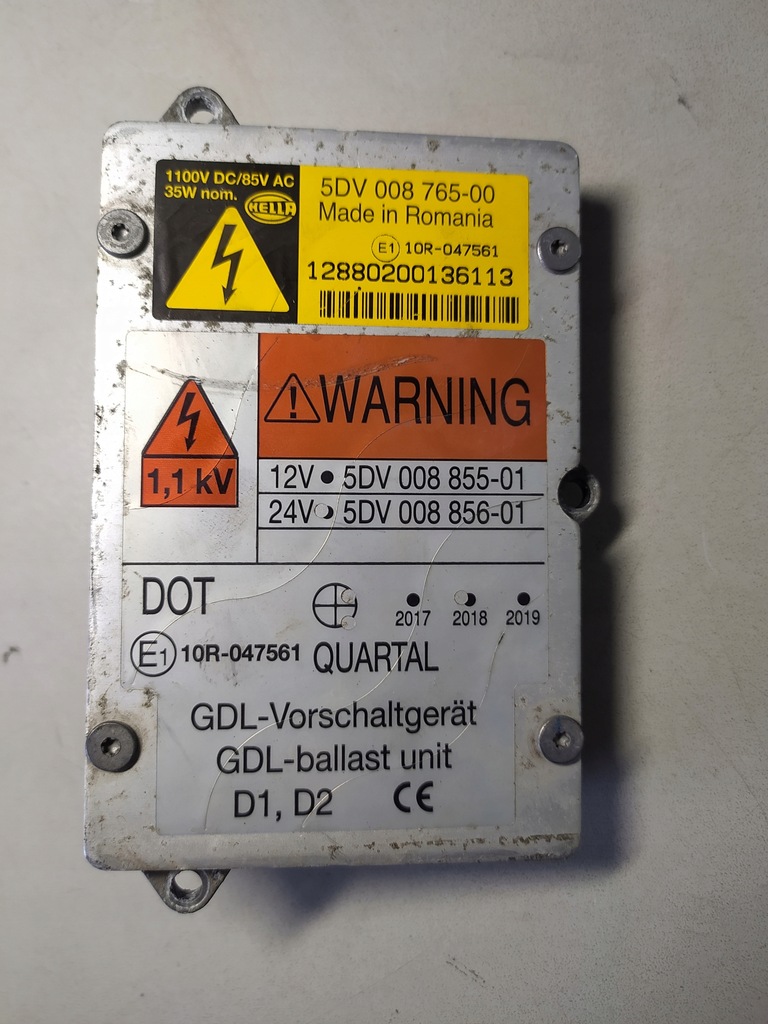 1100V DC/85V AC
35W nom.
HELLA
5DV 008 765-00
Made in Romania
E1 10R-047561
12880200136113
WARNING
1,1 kV
12V ● 5DV 008 855-01
24V 5DV 008 856-01
DOT
2017 2018 2019
E1 10R-047561 QUARTAL
GDL-Vorschaltgerät
GDL-ballast unit
D1, D2 CE